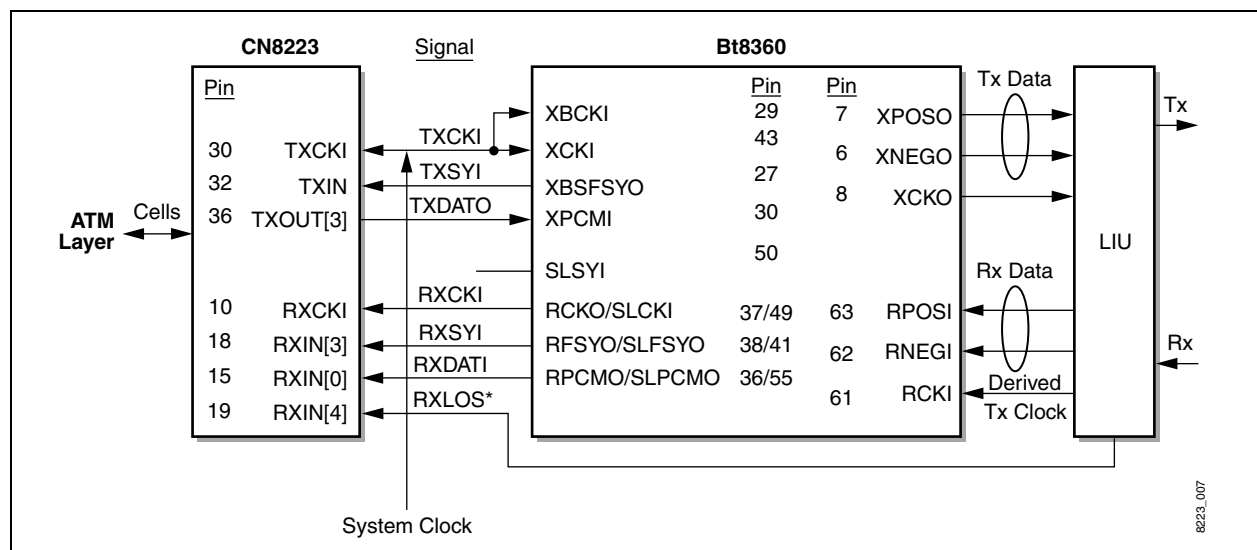 CN8223 Signal Bt8360
Pin Pin Pin Tx Data
XBCKI 29 7 XPOSO Tx
30 TXCKI TXCKI XCKI 43 6 XNEGO
32 TXIN TXSYI XBSFSYO 27 8 XCKO
ATM Layer Cells 36 TXOUT[3] TXDATO XPCMI 30 LIU
SLSYI 50 Rx Data
10 RXCKI RXCKI RCKO/SLCKI 37/49 63 RPOSI
18 RXIN[3] RXSYI RFSYO/SLFSYO 38/41 62 RNEGI Rx
15 RXIN[0] RXDATI RPCMO/SLPCMO 36/55 61 RCKI Derived Tx Clock
19 RXIN[4] RXLOS*
System Clock
8223_007